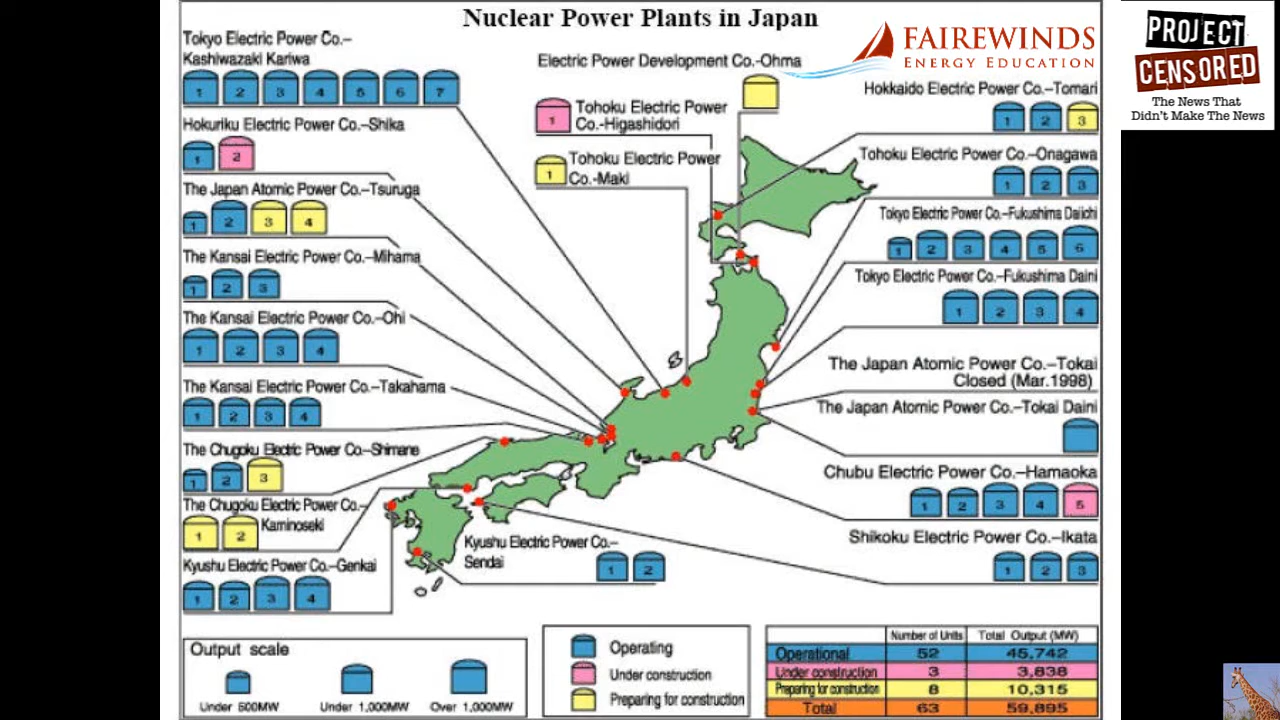 Nuclear Power Plants in Japan
FAIREWINDS
ENERGY EDUCATION
PROJECT
CENSORED
The News That
Didn't Make The News
Tokyo Electric Power Co.–
Kashiwazaki Kariwa
1 2 3 4 5 6 7
Hokuriku Electric Power Co.–Shika
1 2
The Japan Atomic Power Co.–Tsuruga
1 2 3 4
The Kansai Electric Power Co.–Mihama
1 2 3
The Kansai Electric Power Co.–Ohi
1 2 3 4
The Kansai Electric Power Co.–Takahama
1 2 3 4
The Chugoku Electric Power Co.–Shimane
1 2 3
The Chugoku Electric Power Co.–
Kaminoseki
1 2
Kyushu Electric Power Co.–Genkai
1 2 3 4
Electric Power Development Co.-Ohma
Tohoku Electric Power
Co.-Higashidori
1
Tohoku Electric Power
Co.-Maki
1
Kyushu Electric Power Co.–
Sendai
1 2
Hokkaido Electric Power Co.–Tomari
1 2 3
Tohoku Electric Power Co.–Onagawa
1 2 3
Tokyo Electric Power Co.–Fukushima Daiichi
1 2 3 4 5 6
Tokyo Electric Power Co.–Fukushima Daini
1 2 3 4
The Japan Atomic Power Co.–Tokai
Closed (Mar.1998)
The Japan Atomic Power Co.–Tokai Daini
Chubu Electric Power Co.–Hamaoka
1 2 3 4 5
Shikoku Electric Power Co.–Ikata
1 2 3
Output scale
Under 500MW Under 1,000MW Over 1,000MW
Operating
Under construction
Preparing for construction
Number of Units Total Output (MW)
Operational 52 45,742
Under construction 3 3,838
Preparing for construction 8 10,315
Total 63 59,895